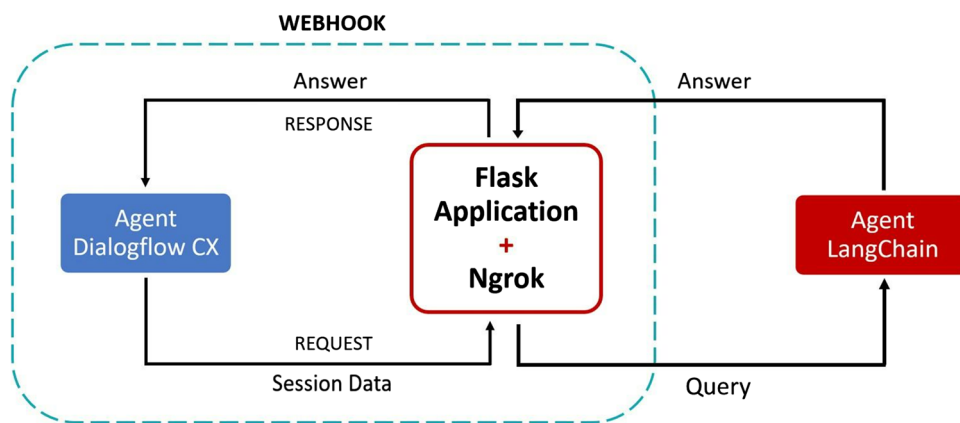 WEBHOOK
Answer
RESPONSE
Answer
Agent
Dialogflow CX
Flask
Application
+
Ngrok
Agent
LangChain
REQUEST
Session Data
Query